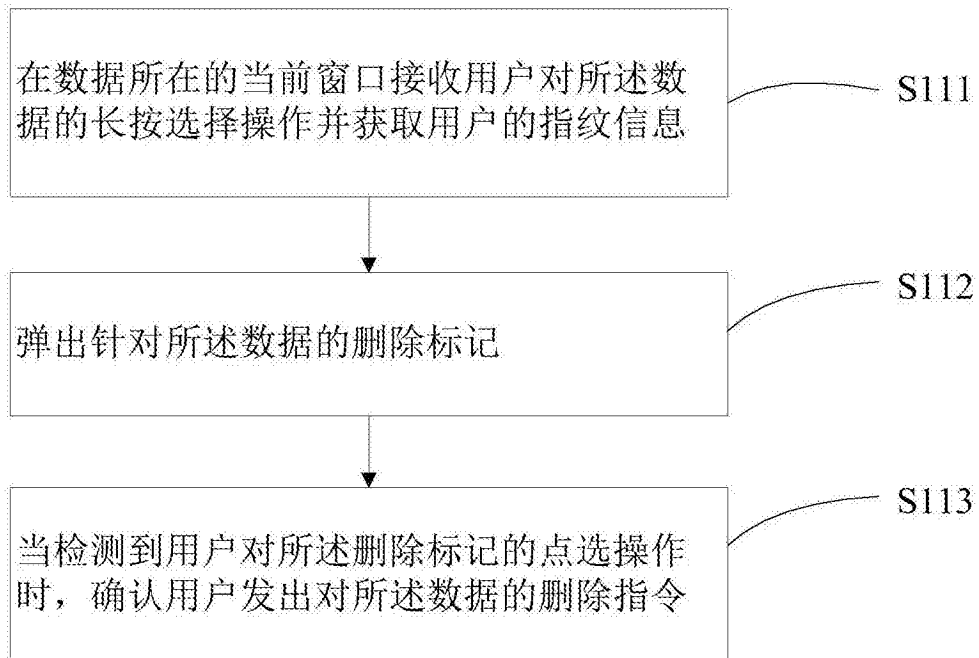 在数据所在的当前窗口接收用户对所述数
据的长按选择操作并获取用户的指纹信息
S111
弹出针对所述数据的删除标记
S112
当检测到用户对所述删除标记的点选操作
时，确认用户发出对所述数据的删除指令
S113